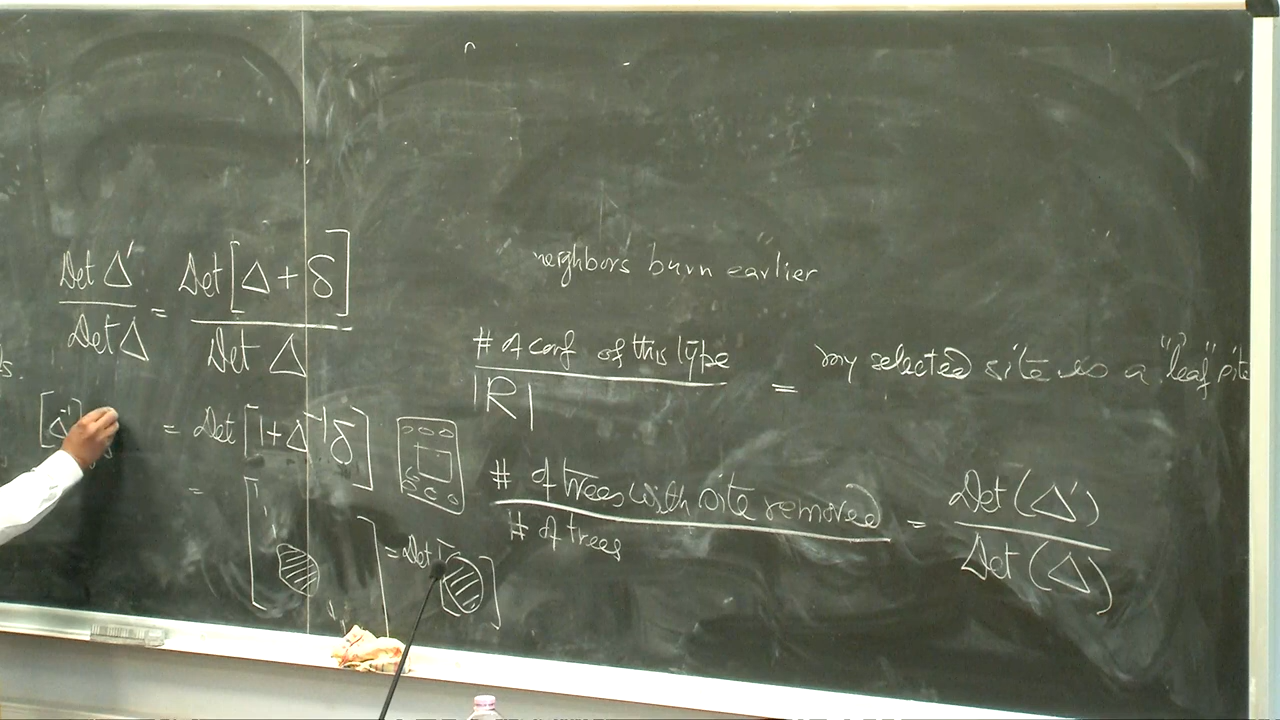 neighbors burn earlier
Det Δ' / Det Δ = Det [Δ + δ] / Det Δ
# of conf of this type / |R| = my selected site is a "leaf" site
= Det [1 + Δ⁻¹ δ]
# of trees with site removed / # of trees = Det (Δ') / Det (Δ)
=
= Det